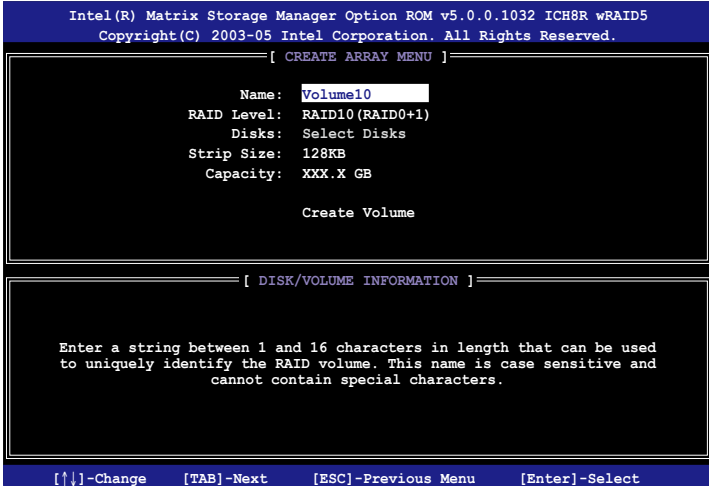 Intel(R) Matrix Storage Manager Option ROM v5.0.0.1032 ICH8R wRAID5
Copyright(C) 2003-05 Intel Corporation. All Rights Reserved.
[ CREATE ARRAY MENU ]
Name: Volume10
RAID Level: RAID10(RAID0+1)
Disks: Select Disks
Strip Size: 128KB
Capacity: XXX.X GB
Create Volume
[ DISK/VOLUME INFORMATION ]
Enter a string between 1 and 16 characters in length that can be used
to uniquely identify the RAID volume. This name is case sensitive and
cannot contain special characters.
[↑↓]-Change [TAB]-Next [ESC]-Previous Menu [Enter]-Select